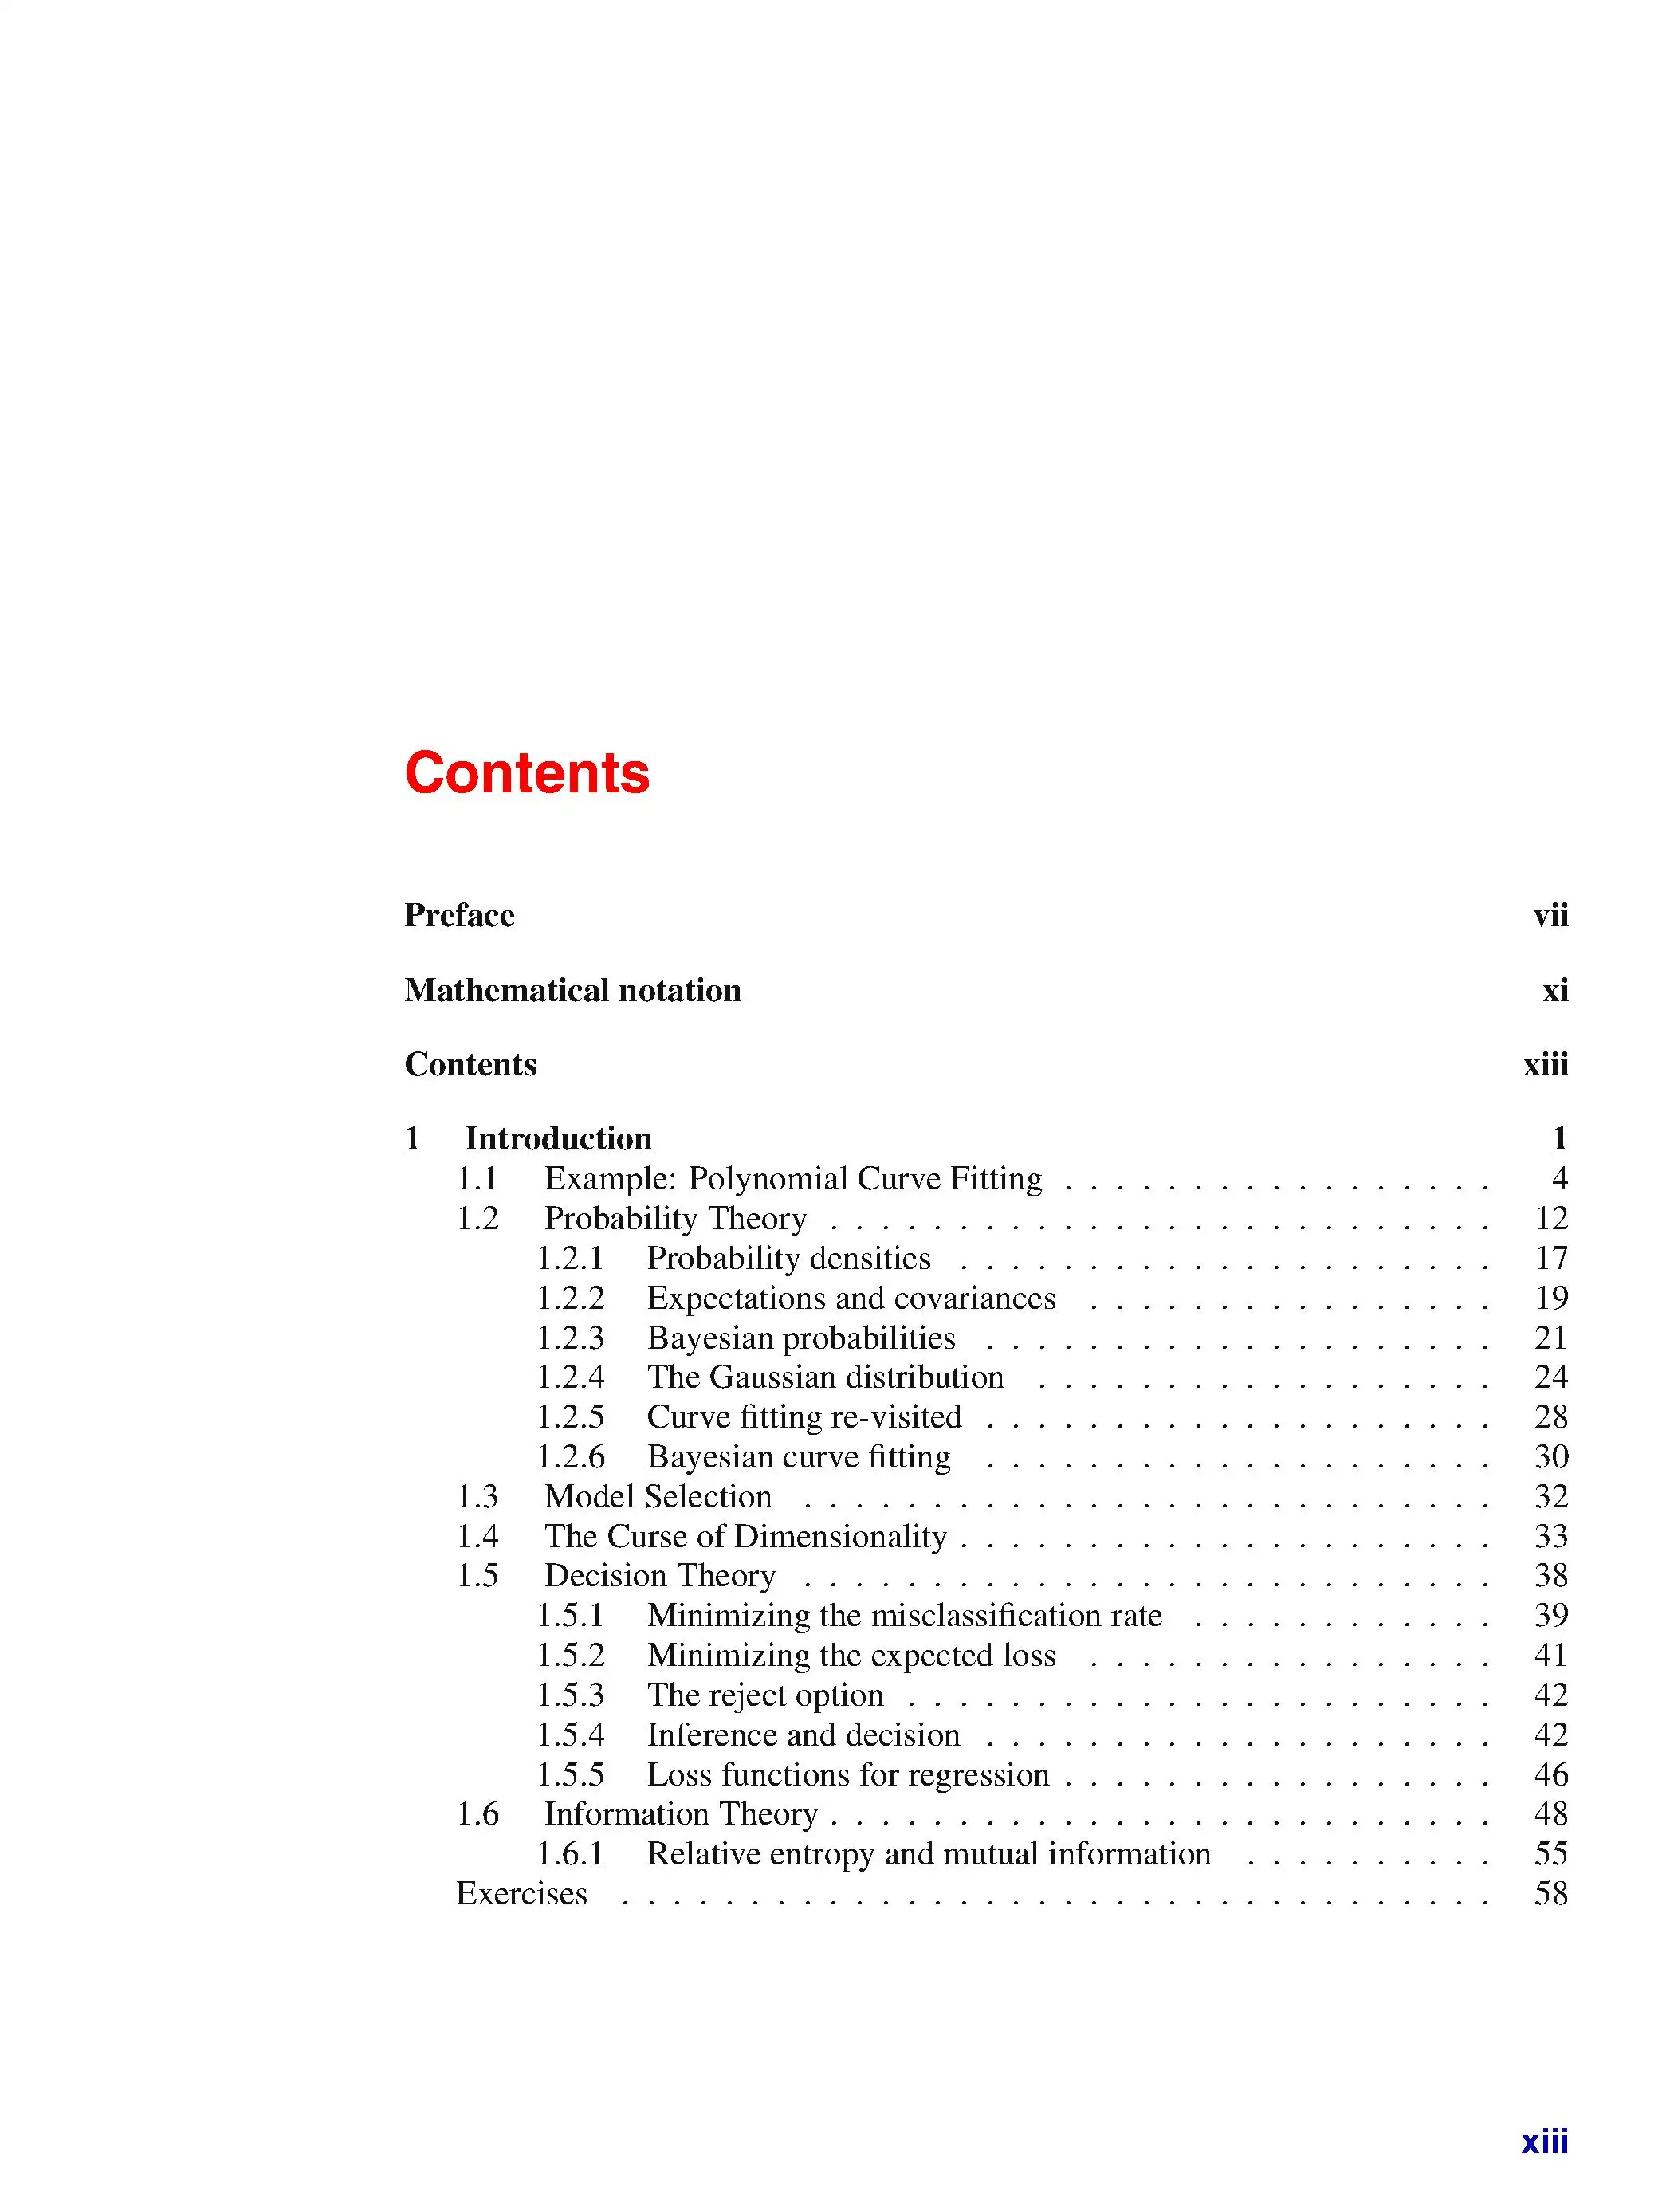 Contents
Preface vii
Mathematical notation xi
Contents xiii
1 Introduction 1
1.1 Example: Polynomial Curve Fitting . . . . . . . . . . . . . . . . . 4
1.2 Probability Theory . . . . . . . . . . . . . . . . . . . . . . . . . . 12
1.2.1 Probability densities . . . . . . . . . . . . . . . . . . . . . 17
1.2.2 Expectations and covariances . . . . . . . . . . . . . . . . 19
1.2.3 Bayesian probabilities . . . . . . . . . . . . . . . . . . . . 21
1.2.4 The Gaussian distribution . . . . . . . . . . . . . . . . . . 24
1.2.5 Curve fitting re-visited . . . . . . . . . . . . . . . . . . . . 28
1.2.6 Bayesian curve fitting . . . . . . . . . . . . . . . . . . . . 30
1.3 Model Selection . . . . . . . . . . . . . . . . . . . . . . . . . . . 32
1.4 The Curse of Dimensionality . . . . . . . . . . . . . . . . . . . . . 33
1.5 Decision Theory . . . . . . . . . . . . . . . . . . . . . . . . . . . 38
1.5.1 Minimizing the misclassification rate . . . . . . . . . . . . 39
1.5.2 Minimizing the expected loss . . . . . . . . . . . . . . . . 41
1.5.3 The reject option . . . . . . . . . . . . . . . . . . . . . . . 42
1.5.4 Inference and decision . . . . . . . . . . . . . . . . . . . . 42
1.5.5 Loss functions for regression . . . . . . . . . . . . . . . . . 46
1.6 Information Theory . . . . . . . . . . . . . . . . . . . . . . . . . . 48
1.6.1 Relative entropy and mutual information . . . . . . . . . . 55
Exercises . . . . . . . . . . . . . . . . . . . . . . . . . . . . . . . . . . 58
xiii